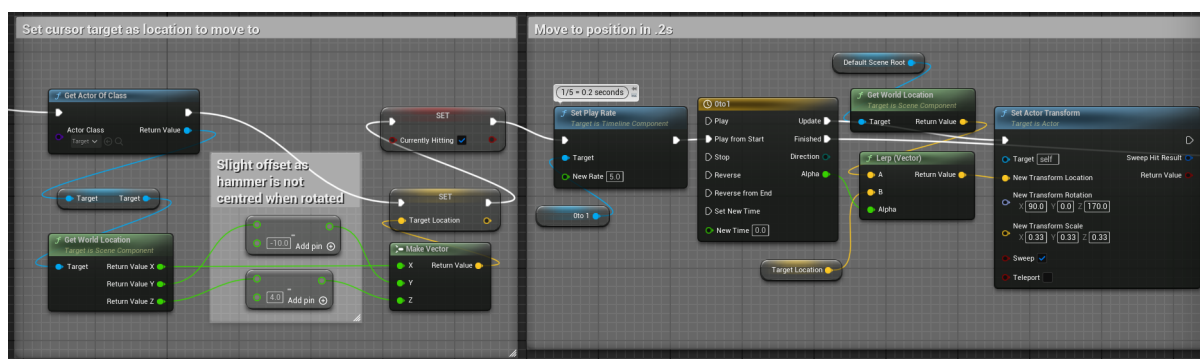 Set cursor target as location to move to
Get Actor Of Class
Actor Class
Target
Return Value
Target
Target
Get World Location
Target is Scene Component
Target
Return Value X
Return Value Y
Return Value Z
Slight offset as
hammer is not
centred when rotated
-
-10.0
Add pin
-
4.0
Add pin
SET
Currently Hitting
SET
Target Location
Make Vector
X
Return Value
Y
Z
Move to position in .2s
1/5 = 0.2 seconds
Set Play Rate
Target is Timeline Component
Target
New Rate 5.0
0to 1
0to1
Play
Update
Play from Start
Finished
Stop
Direction
Reverse
Alpha
Reverse from End
Set New Time
New Time 0.0
Target Location
Default Scene Root
Get World Location
Target is Scene Component
Target
Return Value
Lerp (Vector)
A
Return Value
B
Alpha
Set Actor Transform
Target is Actor
Target self
Sweep Hit Result
Return Value
New Transform Location
New Transform Rotation
X 90.0 Y 0.0 Z 170.0
New Transform Scale
X 0.33 Y 0.33 Z 0.33
Sweep
Teleport